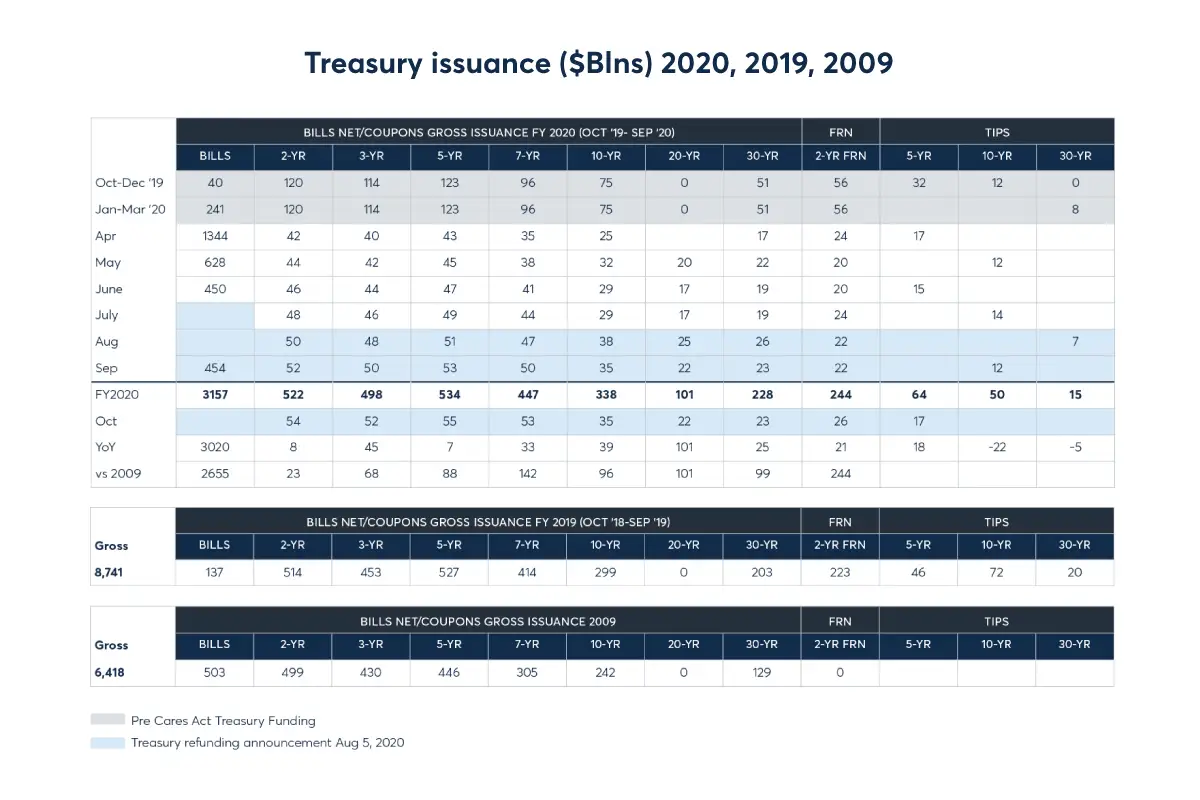 Treasury issuance ($Blns) 2020, 2019, 2009
BILLS NET/COUPONS GROSS ISSUANCE FY 2020 (OCT '19- SEP '20) FRN TIPS
BILLS 2-YR 3-YR 5-YR 7-YR 10-YR 20-YR 30-YR 2-YR FRN 5-YR 10-YR 30-YR
Oct-Dec '19 40 120 114 123 96 75 0 51 56 32 12 0
Jan-Mar '20 241 120 114 123 96 75 0 51 56 8
Apr 1344 42 40 43 35 25 17 24 17
May 628 44 42 45 38 32 20 22 20 12
June 450 46 44 47 41 29 17 19 20 15
July 48 46 49 44 29 17 19 24 14
Aug 50 48 51 47 38 25 26 22 7
Sep 454 52 50 53 50 35 22 23 22 12
FY2020 3157 522 498 534 447 338 101 228 244 64 50 15
Oct 54 52 55 53 35 22 23 26 17
YoY 3020 8 45 7 33 39 101 25 21 18 -22 -5
vs 2009 2655 23 68 88 142 96 101 99 244
BILLS NET/COUPONS GROSS ISSUANCE FY 2019 (OCT '18-SEP '19) FRN TIPS
Gross BILLS 2-YR 3-YR 5-YR 7-YR 10-YR 20-YR 30-YR 2-YR FRN 5-YR 10-YR 30-YR
8,741 137 514 453 527 414 299 0 203 223 46 72 20
BILLS NET/COUPONS GROSS ISSUANCE 2009 FRN TIPS
Gross BILLS 2-YR 3-YR 5-YR 7-YR 10-YR 20-YR 30-YR 2-YR FRN 5-YR 10-YR 30-YR
6,418 503 499 430 446 305 242 0 129 0
Pre Cares Act Treasury Funding
Treasury refunding announcement Aug 5, 2020